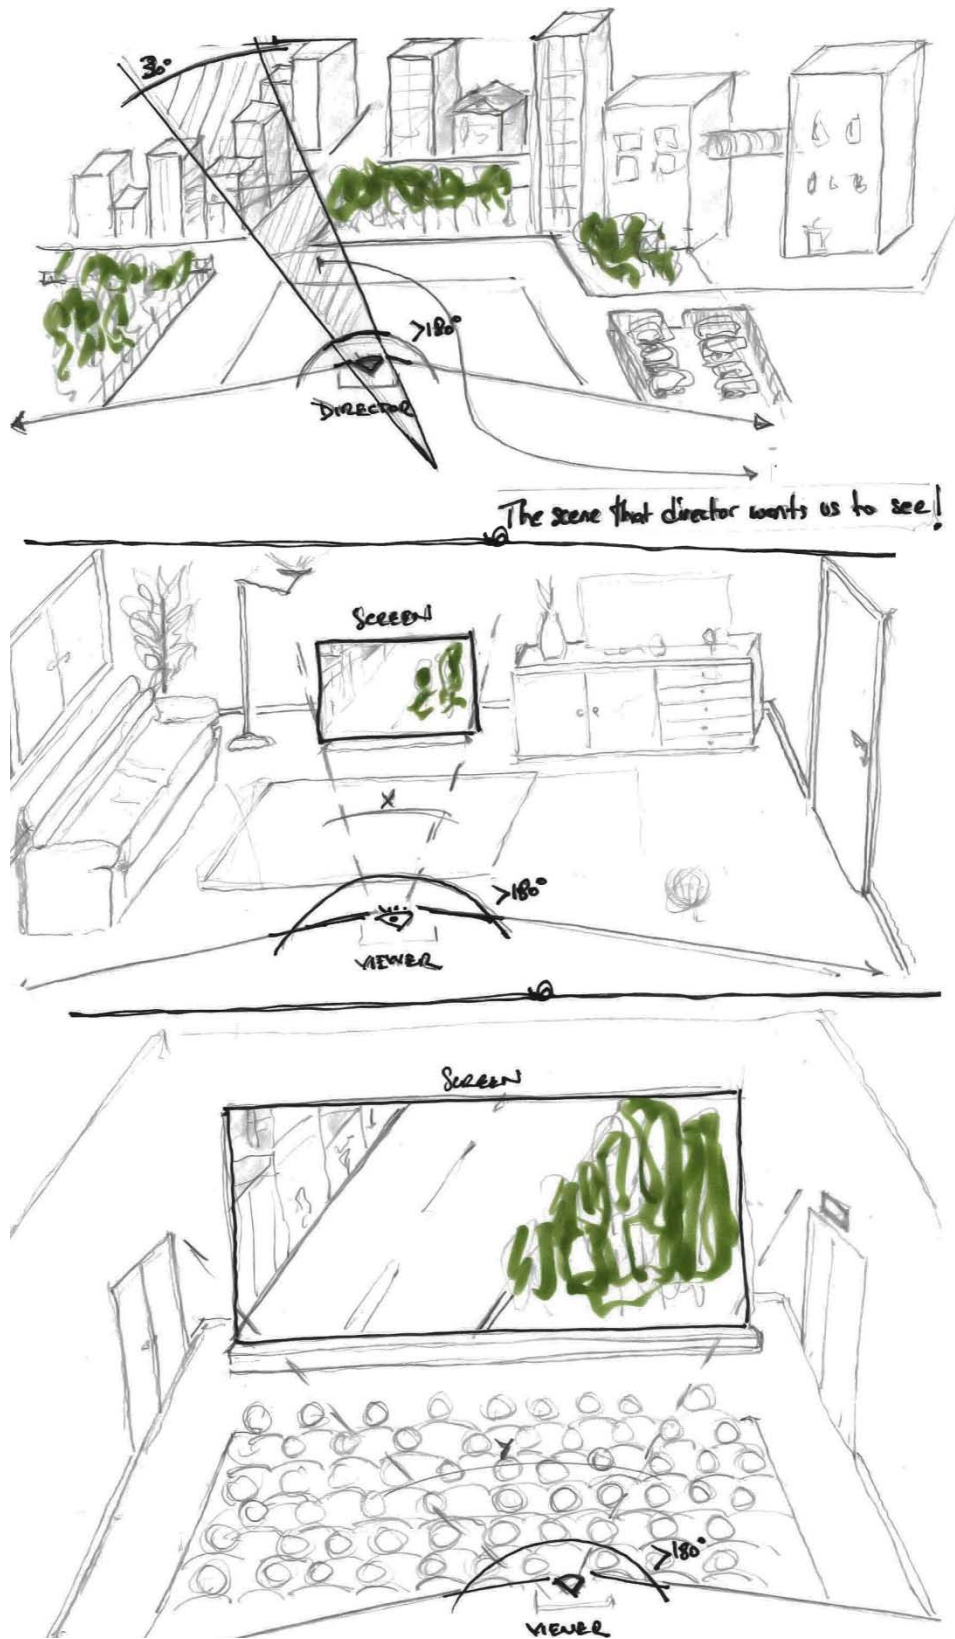 30°
>180°
DIRECTOR
The scene that director wants us to see!
SCREEN
X
>180°
VIEWER
SCREEN
Y
>180°
VIEWER